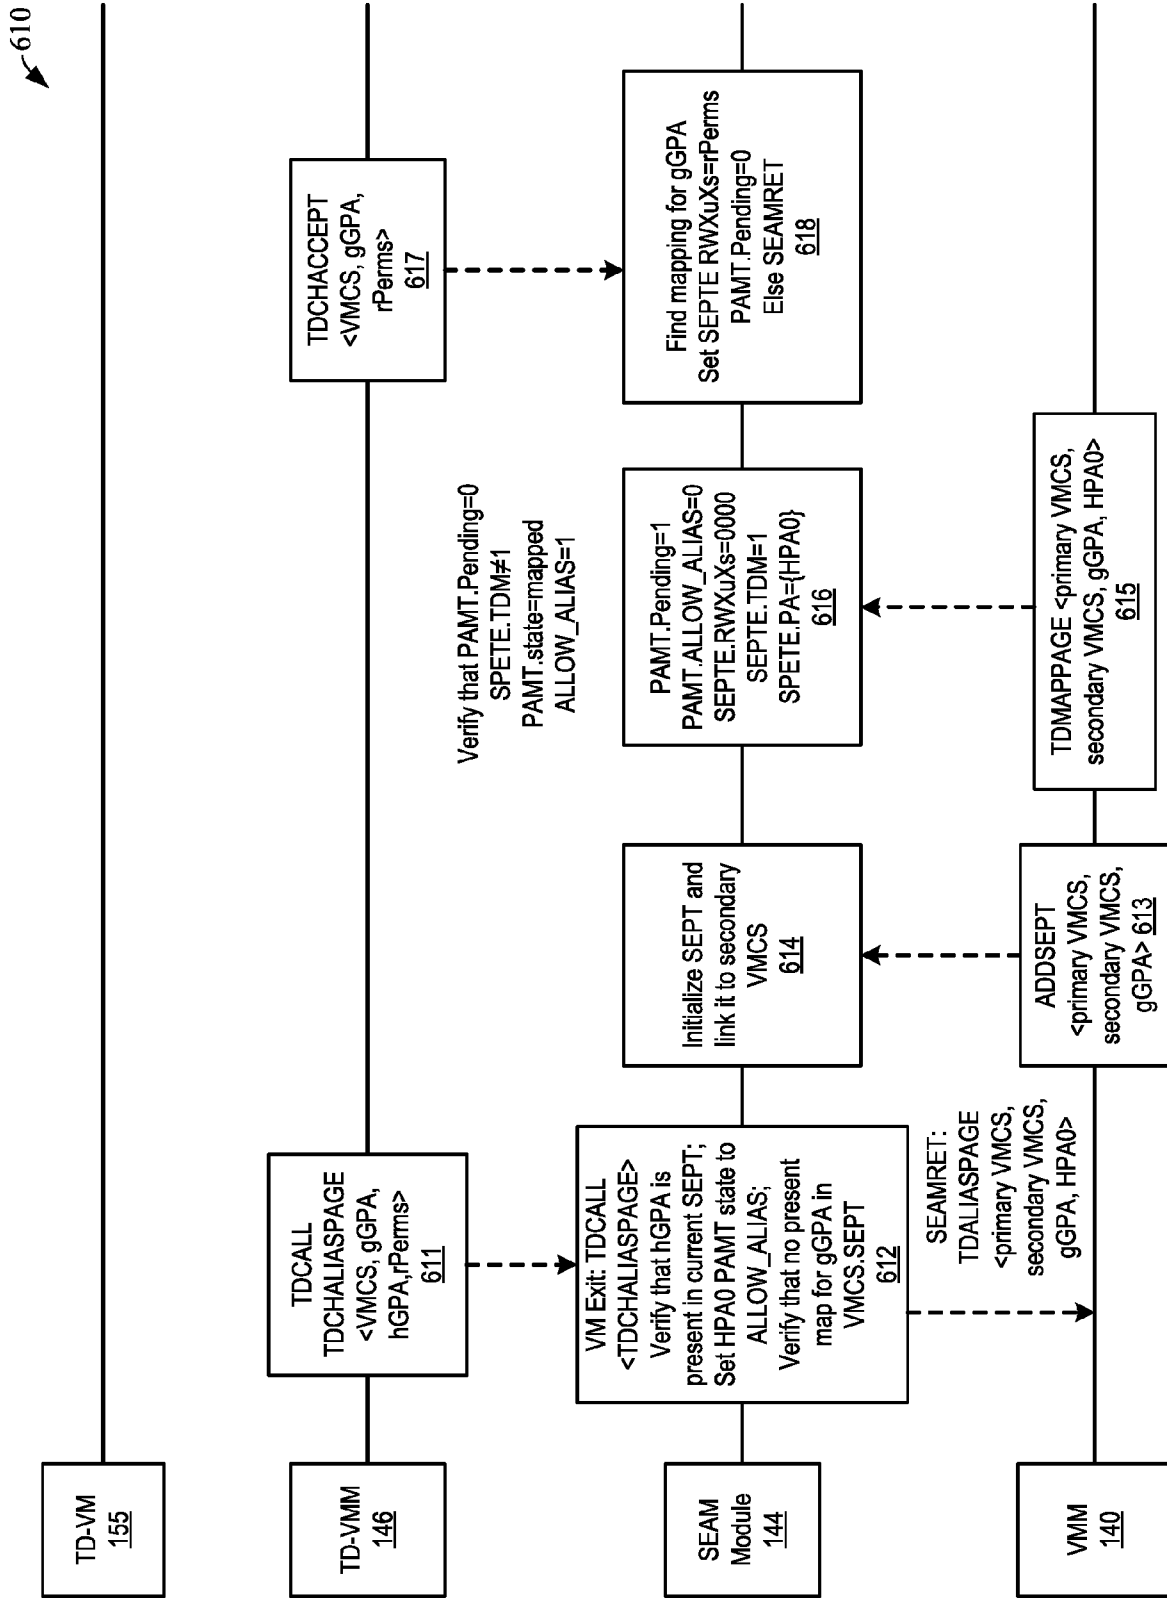 610
TD-VM
155
TD-VMM
146
SEAM
Module
144
VMM
140
TDCALL
TDCHALIASPAGE
<VMCS, gGPA,
hGPA,rPerms>
611
VM Exit: TDCALL
<TDCHALIASPAGE>
Verify that hGPA is
present in current SEPT;
Set HPA0 PAMT state to
ALLOW_ALIAS;
Verify that no present
map for gGPA in
VMCS.SEPT
612
SEAMRET:
TDALIASPAGE
<primary VMCS,
secondary VMCS,
gGPA, HPA0>
ADDSEPT
<primary VMCS,
secondary VMCS,
gGPA> 613
Initialize SEPT and
link it to secondary
VMCS
614
TDMAPPAGE <primary VMCS,
secondary VMCS, gGPA, HPA0>
615
Verify that PAMT.Pending=0
SPETE.TDM≠1
PAMT.state=mapped
ALLOW_ALIAS=1
PAMT.Pending=1
PAMT.ALLOW_ALIAS=0
SEPTE.RWXuXs=0000
SEPTE.TDM=1
SPETE.PA={HPA0}
616
TDCHACCEPT
<VMCS, gGPA,
rPerms>
617
Find mapping for gGPA
Set SEPTE RWXuXs=rPerms
PAMT.Pending=0
Else SEAMRET
618